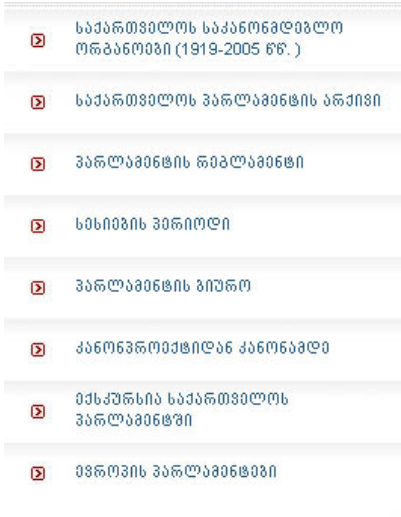 საქართველოს საკანონმდებლო
ორგანოები (1919-2005 წწ. )
საქართველოს პარლამენტის არქივი
პარლამენტის რეგლამენტი
სესიების პერიოდი
პარლამენტის ბიურო
კანონპროექტიდან კანონამდე
ექსკურსია საქართველოს
პარლამენტში
ევროპის პარლამენტები